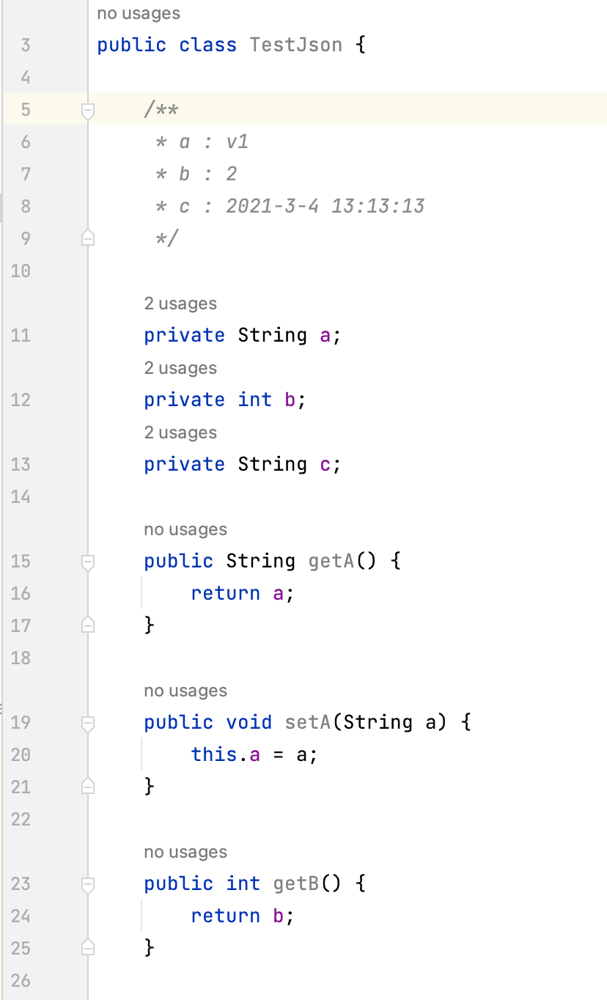 no usages
3 public class TestJson {
4
5 /**
6 * a : v1
7 * b : 2
8 * c : 2021-3-4 13:13:13
9 */
10
2 usages
11 private String a;
2 usages
12 private int b;
2 usages
13 private String c;
14
no usages
15 public String getA() {
16 return a;
17 }
18
no usages
19 public void setA(String a) {
20 this.a = a;
21 }
22
no usages
23 public int getB() {
24 return b;
25 }
26